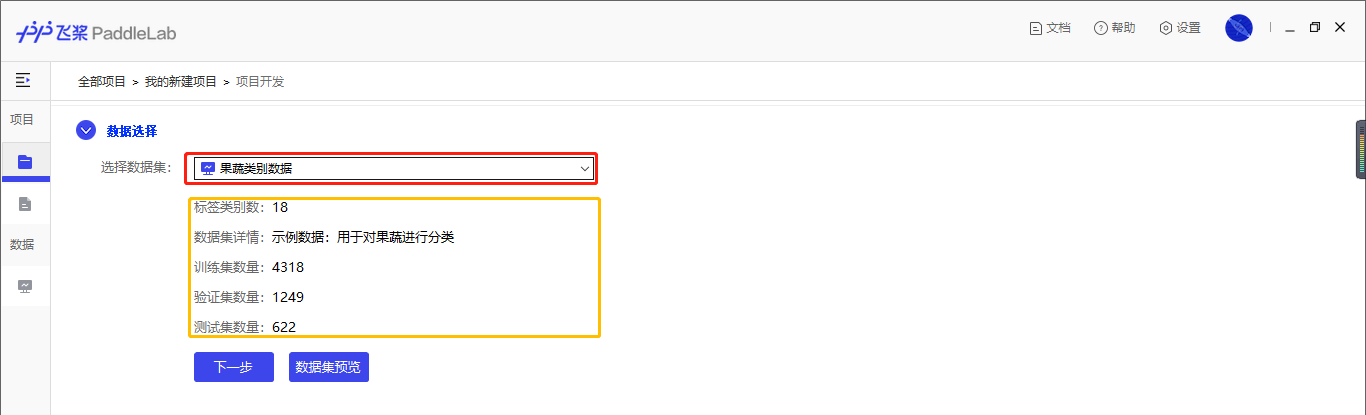 飞桨 PaddleLab
文档 帮助 设置
全部项目 > 我的新建项目 > 项目开发
项目
数据选择
选择数据集: 果蔬类别数据
标签类别数: 18
数据集详情: 示例数据: 用于对果蔬进行分类
训练集数量: 4318
数据
验证集数量: 1249
测试集数量: 622
下一步 数据集预览